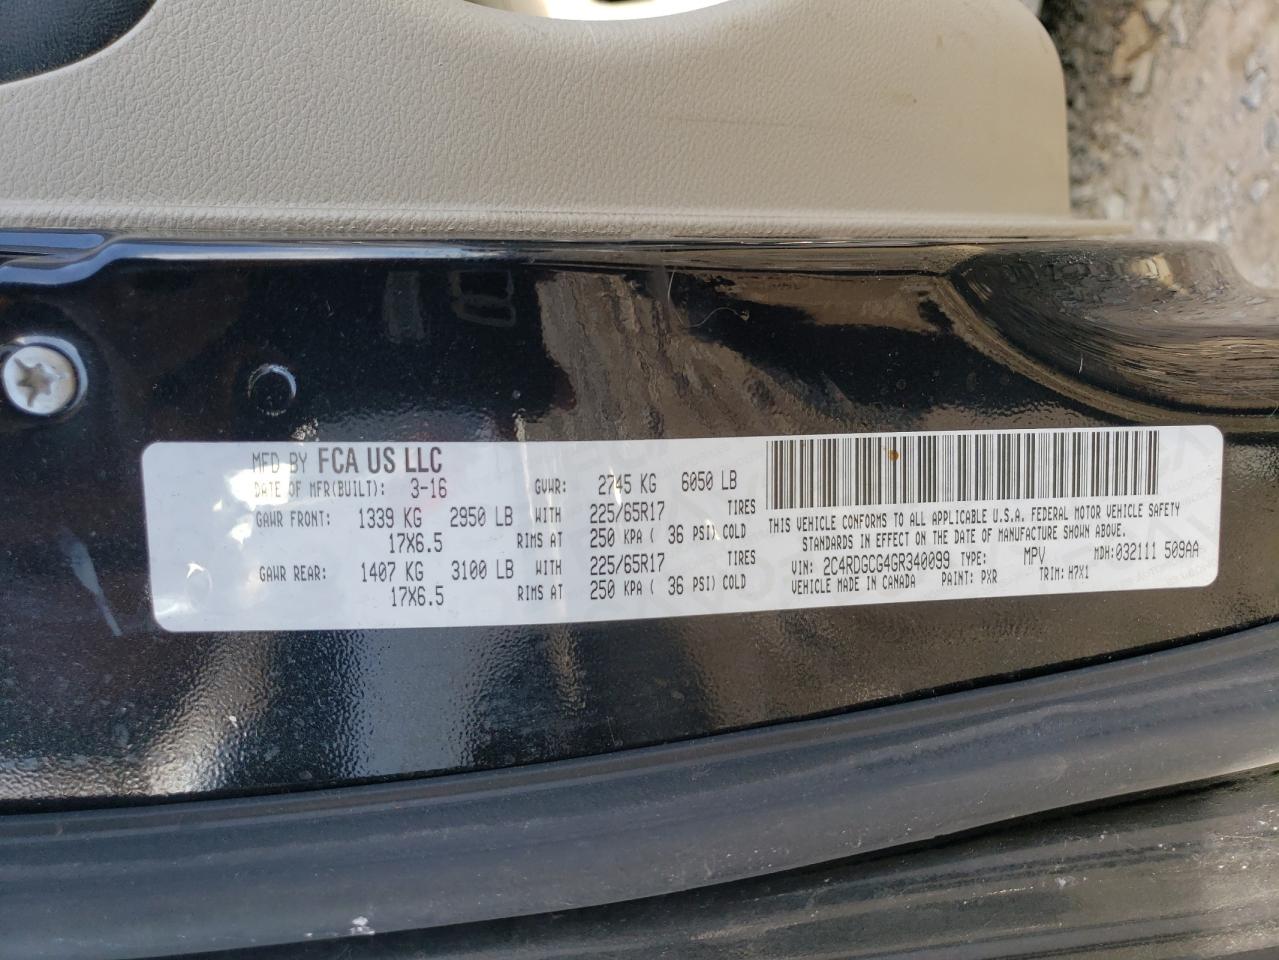 MFD BY FCA US LLC
DATE OF MFR(BUILT): 3-16 GVWR: 2745 KG 6050 LB
GAWR FRONT: 1339 KG 2950 LB WITH 225/65R17 TIRES
17X6.5 RIMS AT 250 KPA ( 36 PSI) COLD
GAWR REAR: 1407 KG 3100 LB WITH 225/65R17 TIRES
17X6.5 RIMS AT 250 KPA ( 36 PSI) COLD
THIS VEHICLE CONFORMS TO ALL APPLICABLE U.S.A. FEDERAL MOTOR VEHICLE SAFETY
STANDARDS IN EFFECT ON THE DATE OF MANUFACTURE SHOWN ABOVE.
VIN: 2C4RDGCG4GR340099 TYPE: MPV MDH:032111 509AA
VEHICLE MADE IN CANADA PAINT: PXR TRIM: H7X1